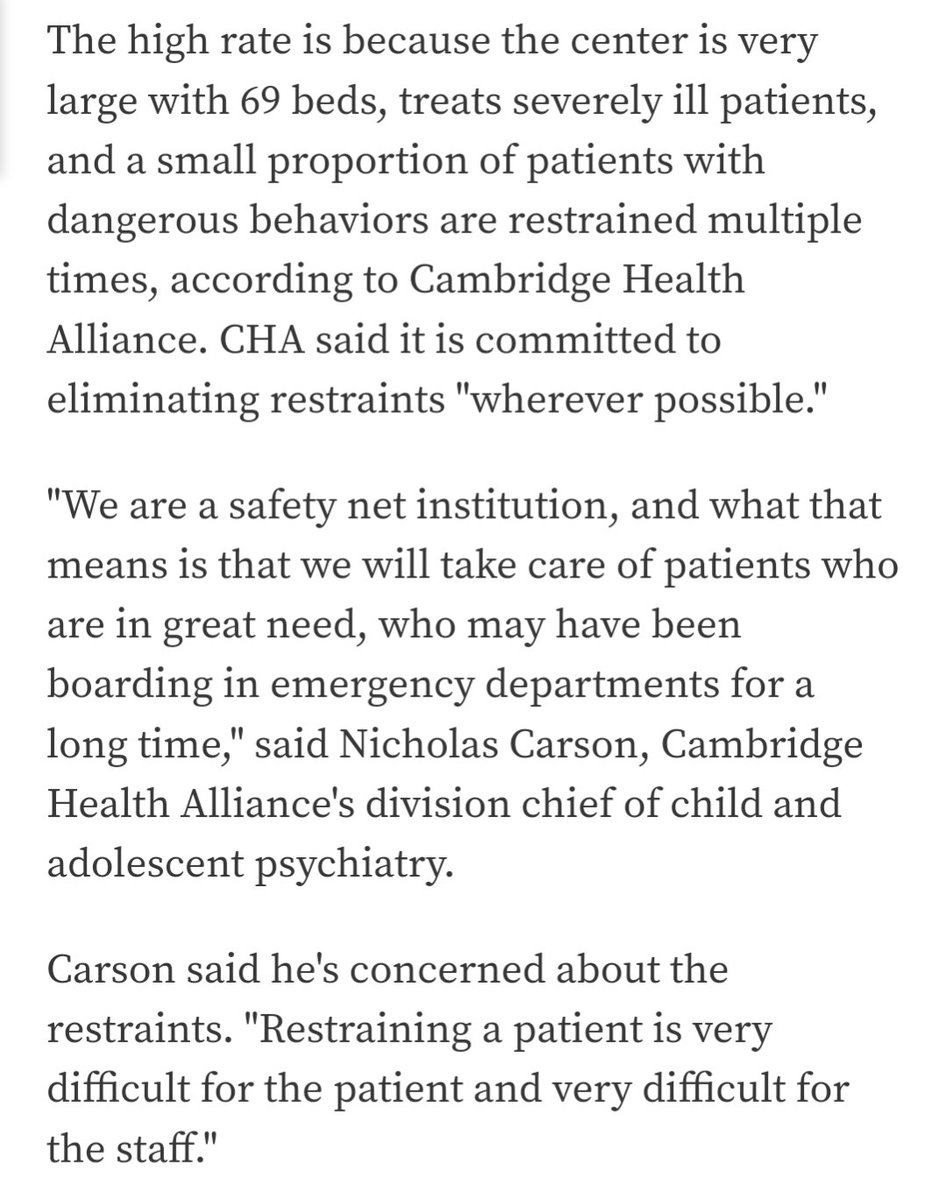 The high rate is because the center is very
large with 69 beds, treats severely ill patients,
and a small proportion of patients with
dangerous behaviors are restrained multiple
times, according to Cambridge Health
Alliance. CHA said it is committed to
eliminating restraints "wherever possible."
"We are a safety net institution, and what that
means is that we will take care of patients who
are in great need, who may have been
boarding in emergency departments for a
long time," said Nicholas Carson, Cambridge
Health Alliance's division chief of child and
adolescent psychiatry.
Carson said he's concerned about the
restraints. "Restraining a patient is very
difficult for the patient and very difficult for
the staff."